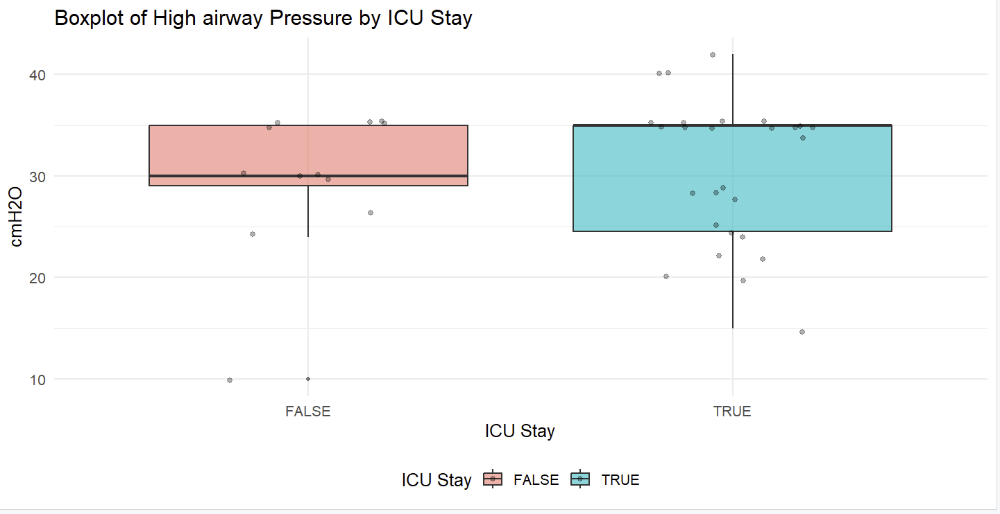 Boxplot of High airway Pressure by ICU Stay
cmH2O
40
30
20
10
FALSE TRUE
ICU Stay
ICU Stay FALSE TRUE